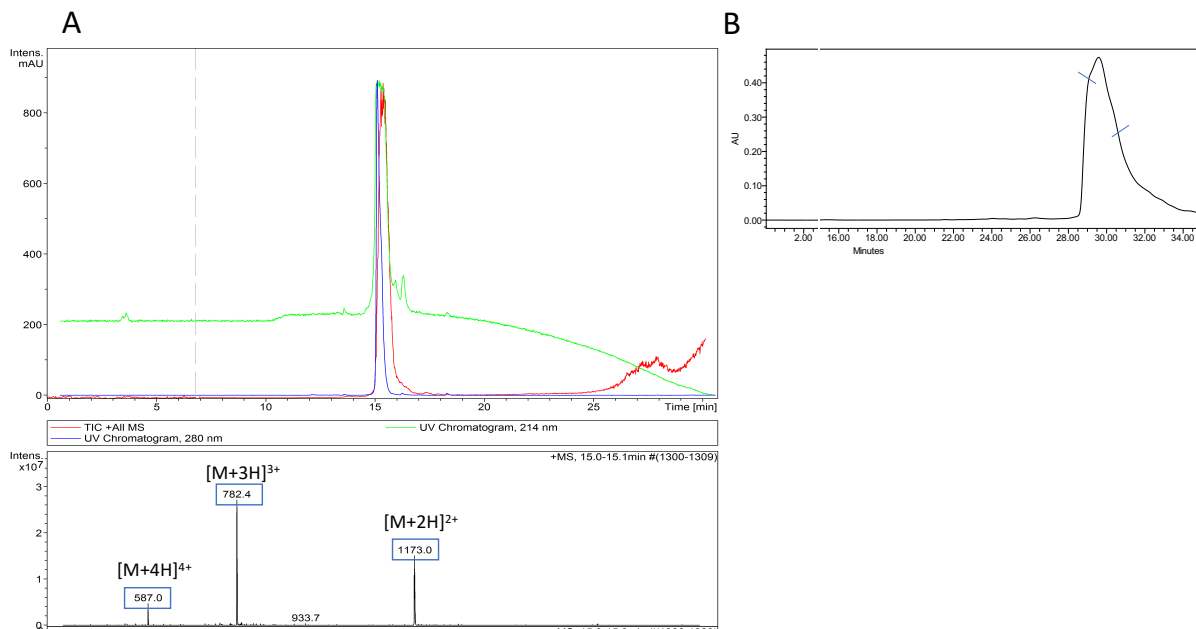 A
B
Intens.
mAU
800
600
400
200
0
0
5
10
15
20
25
Time [min]
TIC +All MS
UV Chromatogram, 214 nm
UV Chromatogram, 280 nm
Intens.
x10⁷
+MS, 15.0-15.1min #(1300-1309)
3
2
1
0
[M+4H]⁴⁺
587.0
[M+3H]³⁺
782.4
933.7
[M+2H]²⁺
1173.0
AU
0.40
0.30
0.20
0.10
0.00
2.00 16.00 18.00 20.00 22.00 24.00 26.00 28.00 30.00 32.00 34.00
Minutes